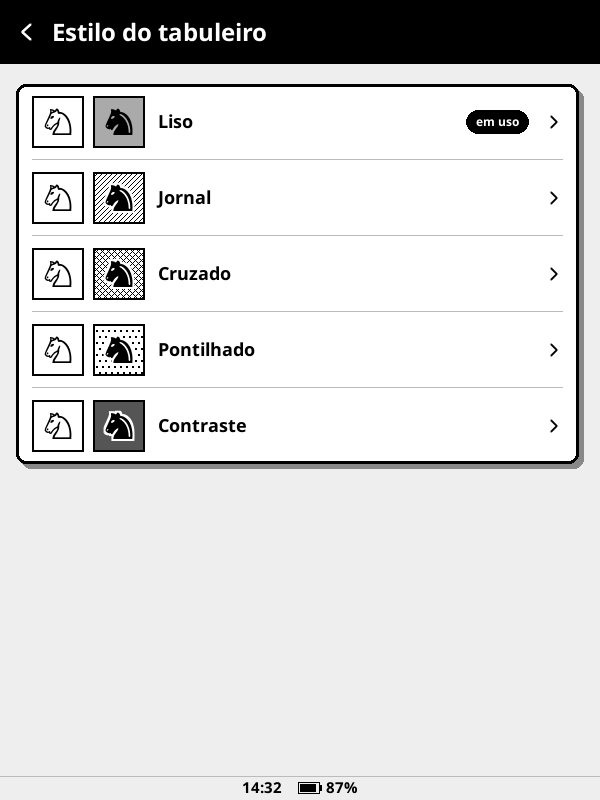 Estilo do tabuleiro
Liso
em uso
Jornal
Cruzado
Pontilhado
Contraste
14:32 87%